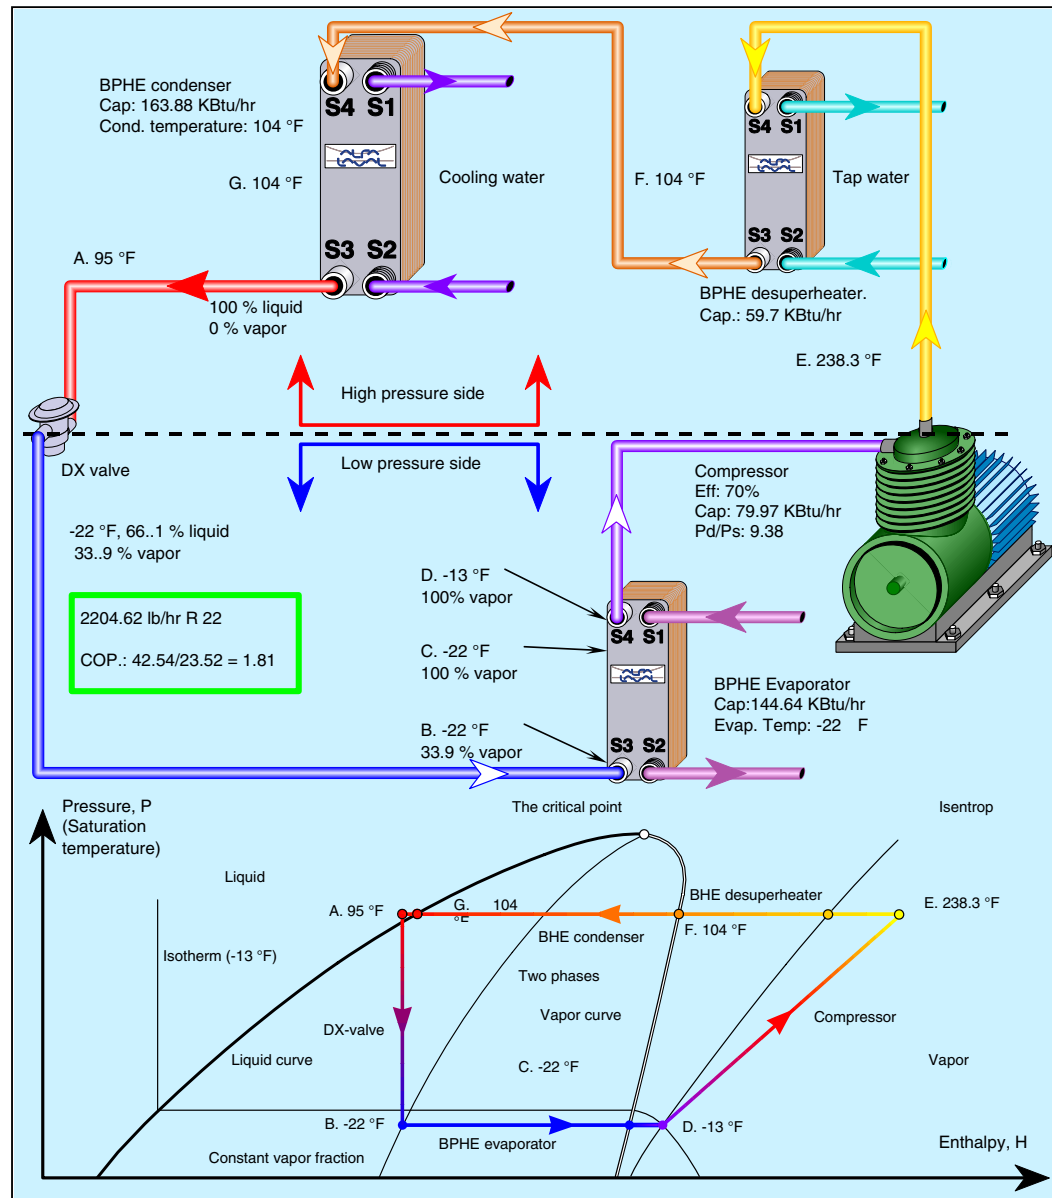 BPHE condenser
Cap: 163.88 KBtu/hr
Cond. temperature: 104 °F
S4 S1
G. 104 °F
Cooling water
S3 S2
A. 95 °F
100 % liquid
0 % vapor
S4 S1
F. 104 °F
Tap water
S3 S2
BPHE desuperheater.
Cap.: 59.7 KBtu/hr
E. 238.3 °F
High pressure side
DX valve
Low pressure side
Compressor
Eff: 70%
Cap: 79.97 KBtu/hr
Pd/Ps: 9.38
-22 °F, 66..1 % liquid
33..9 % vapor
2204.62 lb/hr R 22
COP.: 42.54/23.52 = 1.81
D. -13 °F
100% vapor
S4 S1
C. -22 °F
100 % vapor
BPHE Evaporator
Cap:144.64 KBtu/hr
Evap. Temp: -22 F
B. -22 °F
33.9 % vapor
S3 S2
Pressure, P
(Saturation
temperature)
The critical point
Isentrop
Liquid
A. 95 °F
G. 104
°F
BHE desuperheater
E. 238.3 °F
BHE condenser
F. 104 °F
Isotherm (-13 °F)
Two phases
DX-valve
Vapor curve
Compressor
Liquid curve
C. -22 °F
Vapor
B. -22 °F
BPHE evaporator
D. -13 °F
Constant vapor fraction
Enthalpy, H